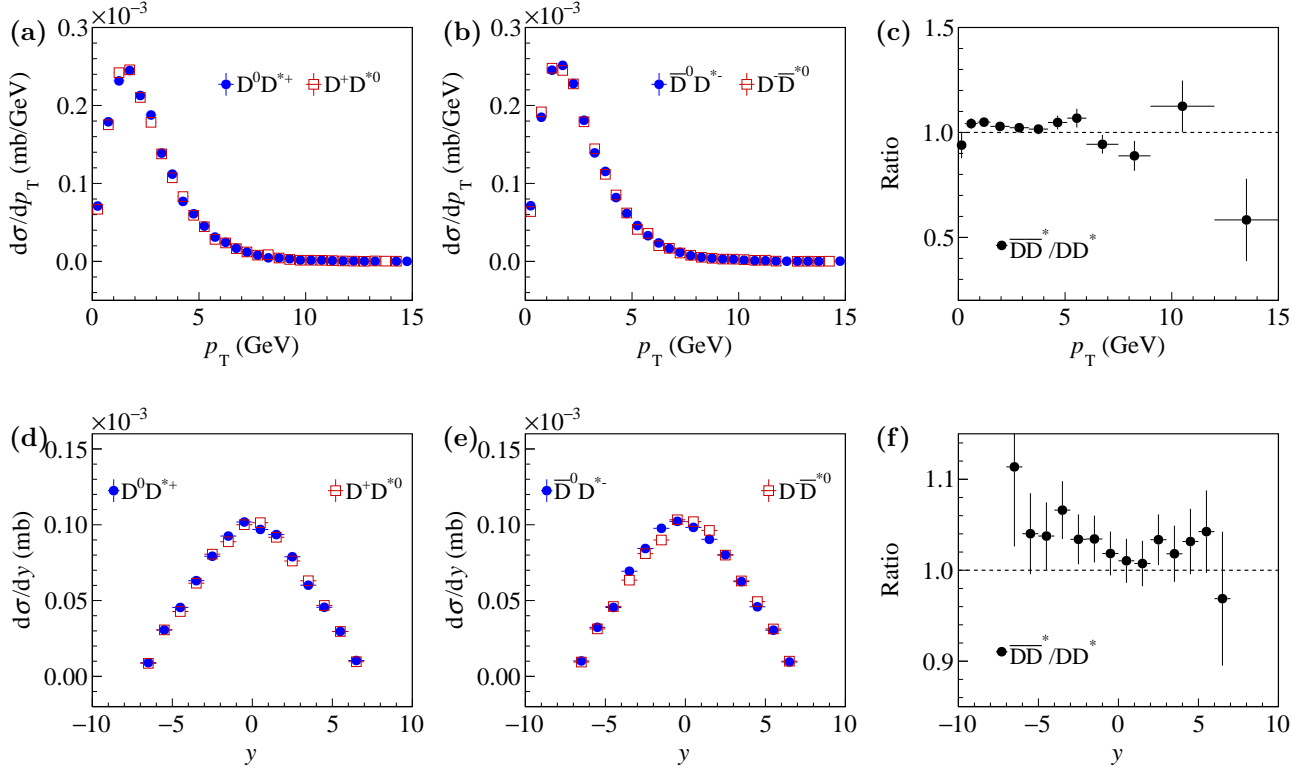 (a)
×10⁻³
0.3
0.2
0.1
0.0
dσ/dp_T (mb/GeV)
D⁰D*⁺ D⁺D*⁰
0 5 10 15
p_T (GeV)
(b)
×10⁻³
0.3
0.2
0.1
0.0
dσ/dp_T (mb/GeV)
D̅⁰D*⁻ D⁻D̅*⁰
0 5 10 15
p_T (GeV)
(c)
1.5
1.0
0.5
Ratio
D̅D̅*/DD*
0 5 10 15
p_T (GeV)
(d)
×10⁻³
0.15
0.10
0.05
0.00
dσ/dy (mb)
D⁰D*⁺ D⁺D*⁰
−10 −5 0 5 10
y
(e)
×10⁻³
0.15
0.10
0.05
0.00
dσ/dy (mb)
D̅⁰D*⁻ D⁻D̅*⁰
−10 −5 0 5 10
y
(f)
1.1
1.0
0.9
Ratio
D̅D̅*/DD*
−10 −5 0 5 10
y